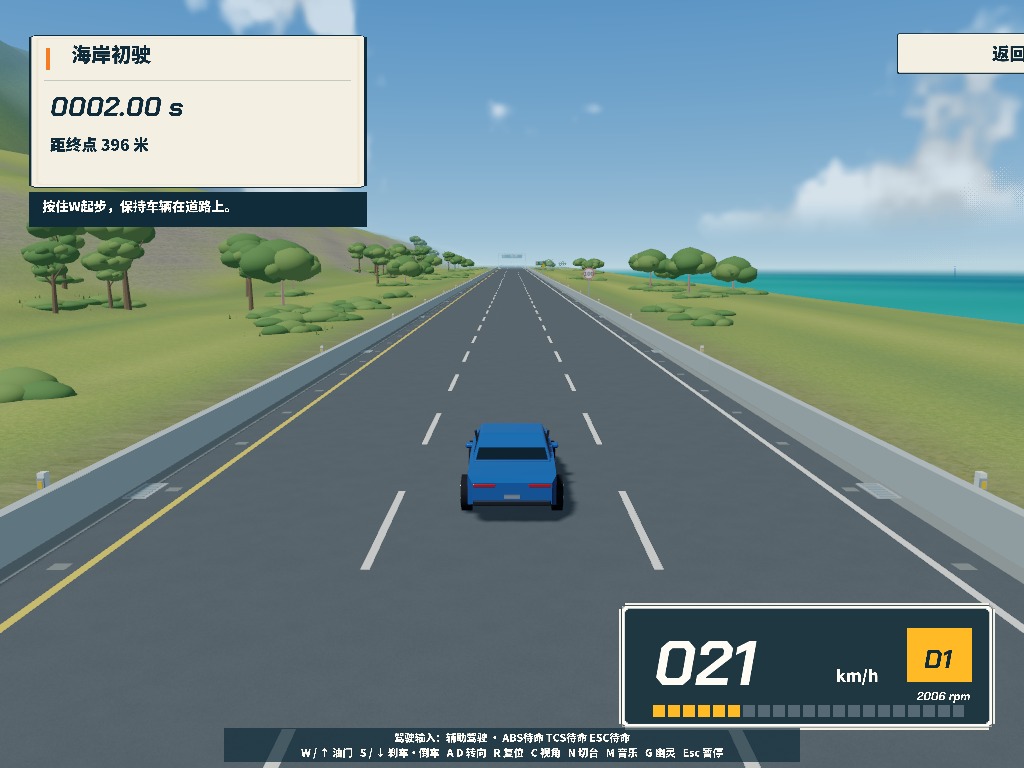 海岸初驶
0002.00 s
距终点 396 米
按住W起步，保持车辆在道路上。
返回
021 km/h D1
2006 rpm
驾驶输入：辅助驾驶 · ABS待命 TCS待命 ESC待命
W / ↑ 油门 S / ↓ 刹车·倒车 A D 转向 R 复位 C 视角 N 切台 M 音乐 G 幽灵 Esc 暂停